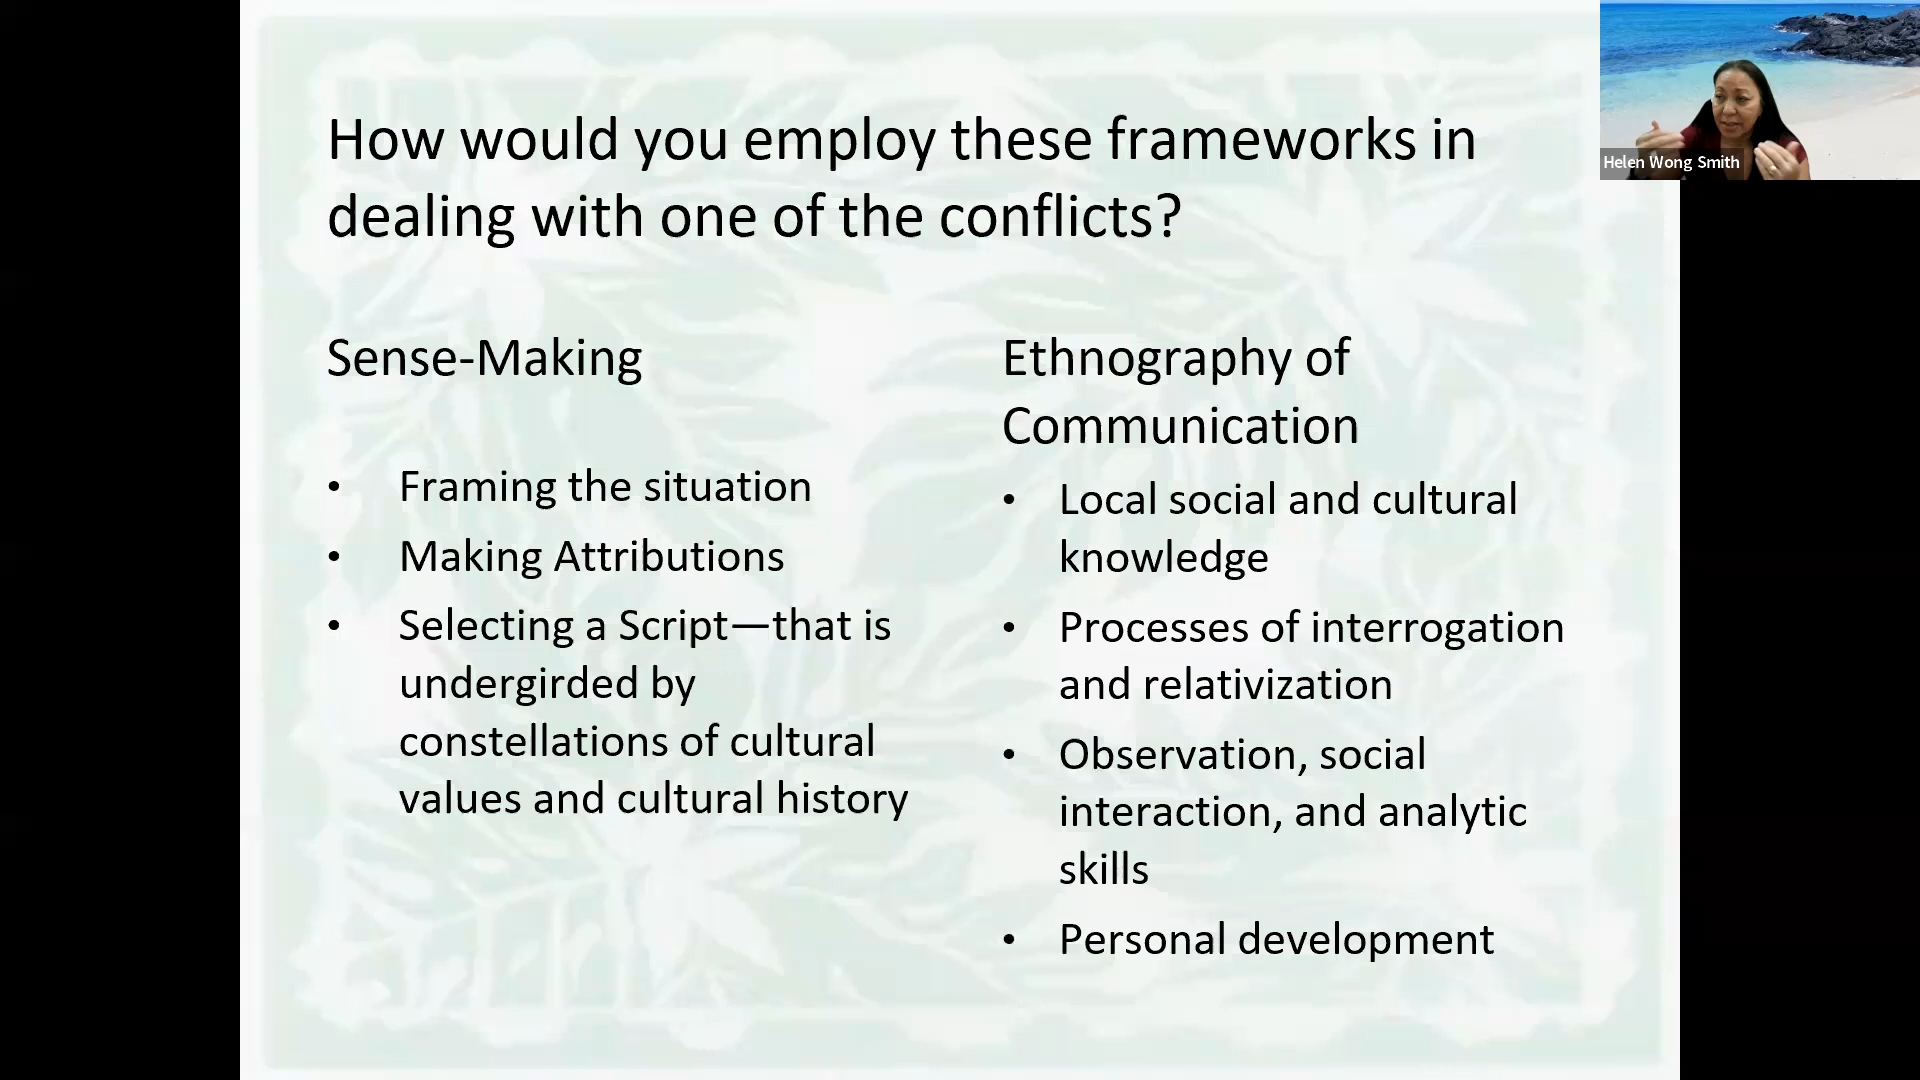 How would you employ these frameworks in
dealing with one of the conflicts?
Sense-Making
• Framing the situation
• Making Attributions
• Selecting a Script—that is
undergirded by
constellations of cultural
values and cultural history
Ethnography of
Communication
• Local social and cultural
knowledge
• Processes of interrogation
and relativization
• Observation, social
interaction, and analytic
skills
• Personal development
Helen Wong Smith